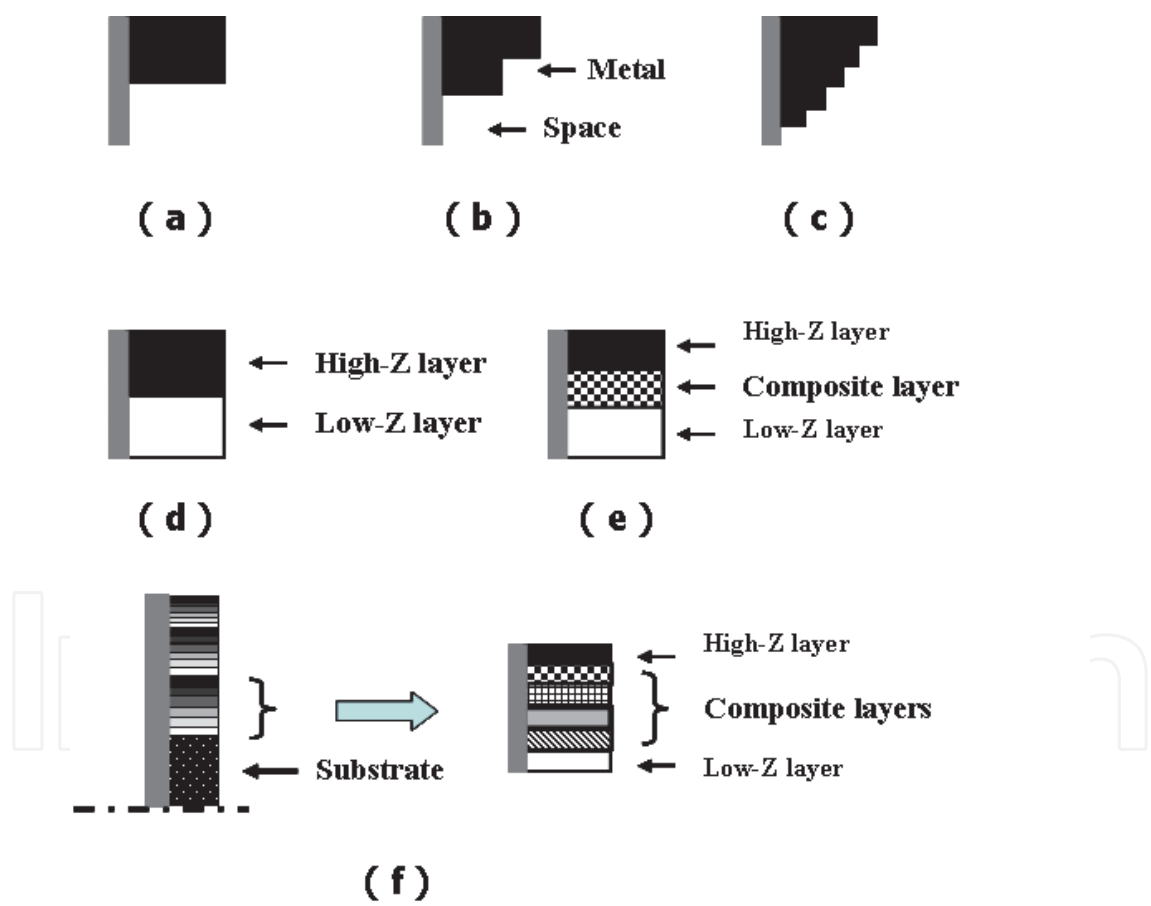 Metal
Space
( a )
( b )
( c )
High-Z layer
Low-Z layer
High-Z layer
Composite layer
Low-Z layer
( d )
( e )
High-Z layer
Composite layers
Low-Z layer
Substrate
( f )